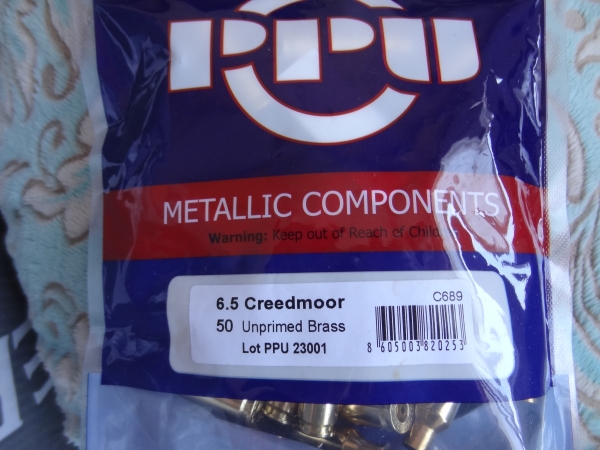 PPU
METALLIC COMPONENTS
Warning: Keep out of Reach of Child
6.5 Creedmoor
C689
50 Unprimed Brass
Lot PPU 23001
8 605003 820253